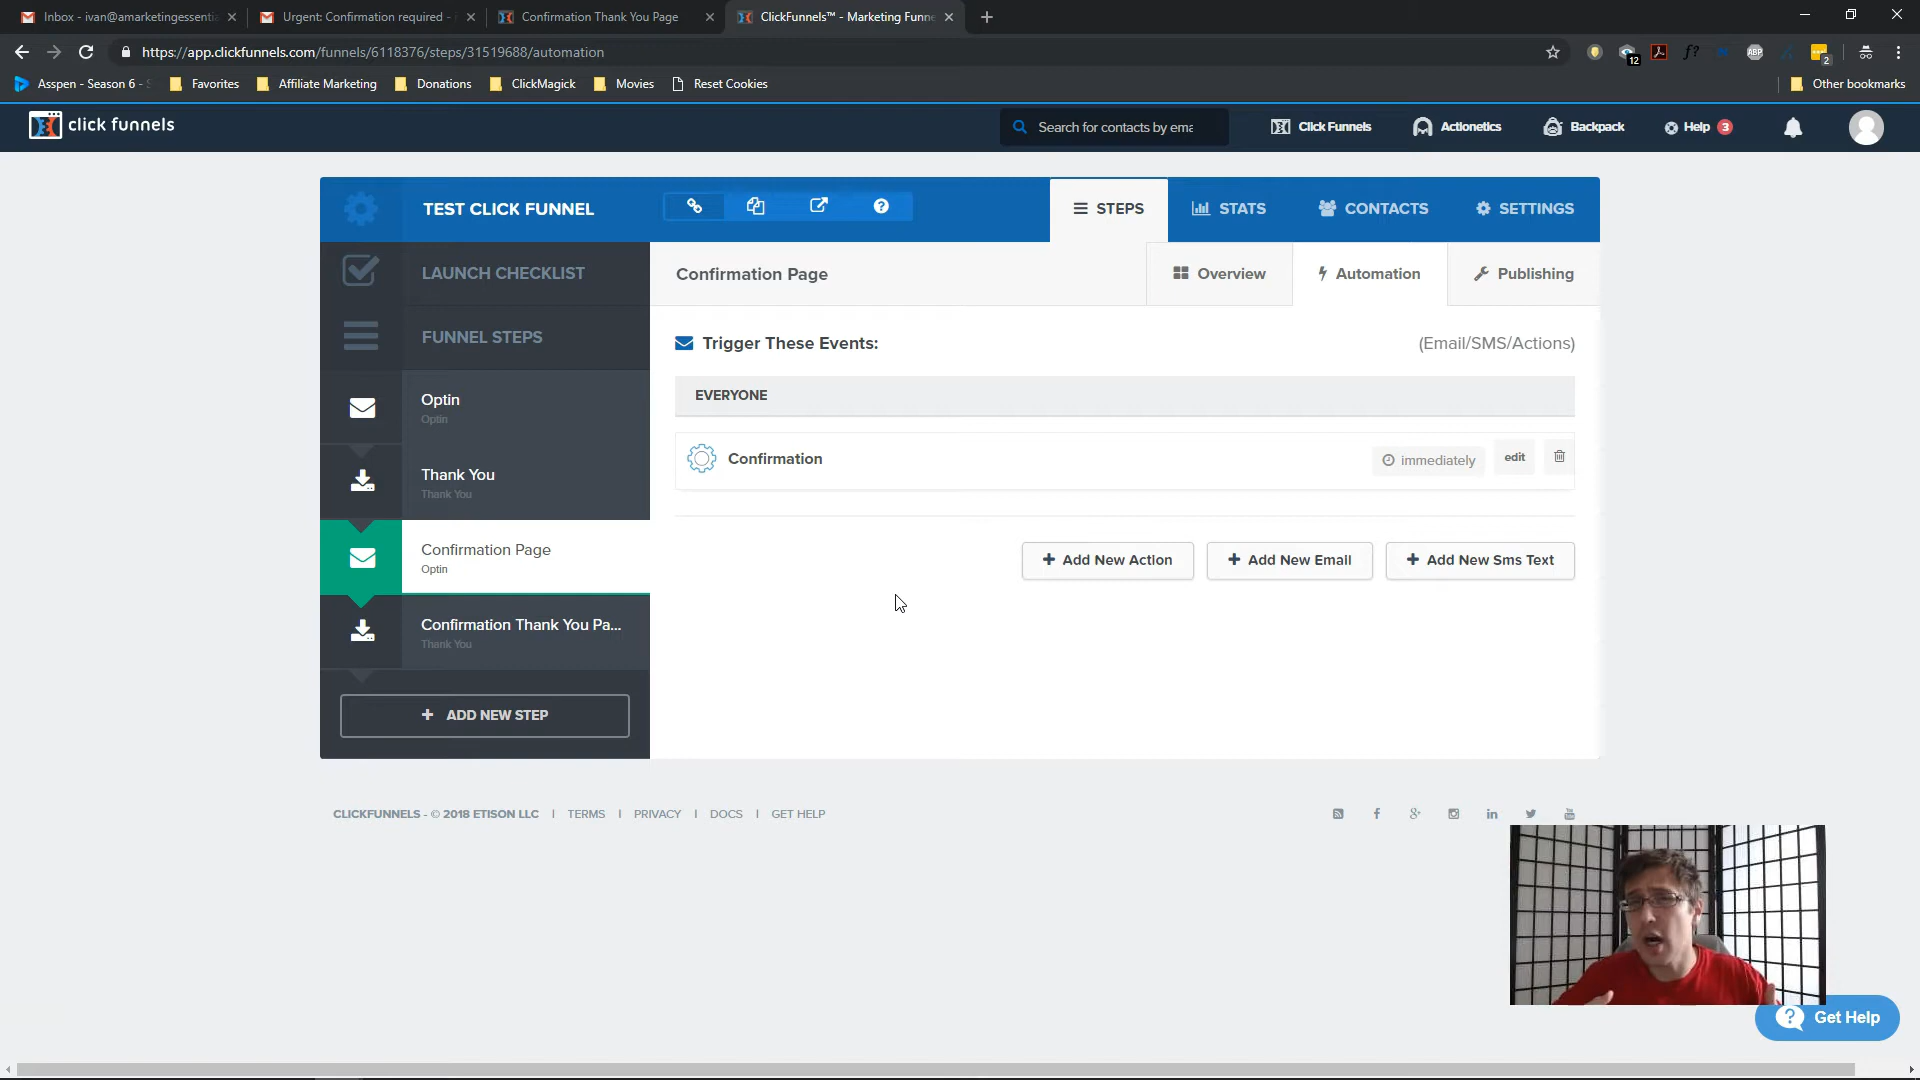 Inbox - ivan@amarketingessenti
Urgent: Confirmation required -
Confirmation Thank You Page
ClickFunnels™ - Marketing Funne
https://app.clickfunnels.com/funnels/6118376/steps/31519688/automation
12
ABP
2
Asspen - Season 6 -
Favorites
Affiliate Marketing
Donations
ClickMagick
Movies
Reset Cookies
Other bookmarks
click funnels
Search for contacts by ema
Click Funnels
Actionetics
Backpack
Help 3
TEST CLICK FUNNEL
STEPS
STATS
CONTACTS
SETTINGS
LAUNCH CHECKLIST
Confirmation Page
Overview
Automation
Publishing
FUNNEL STEPS
Trigger These Events:
(Email/SMS/Actions)
EVERYONE
Optin
Optin
Confirmation
immediately
edit
Thank You
Thank You
Confirmation Page
Optin
+ Add New Action
+ Add New Email
+ Add New Sms Text
Confirmation Thank You Pa...
Thank You
+ ADD NEW STEP
CLICKFUNNELS - © 2018 ETISON LLC | TERMS | PRIVACY | DOCS | GET HELP
Get Help